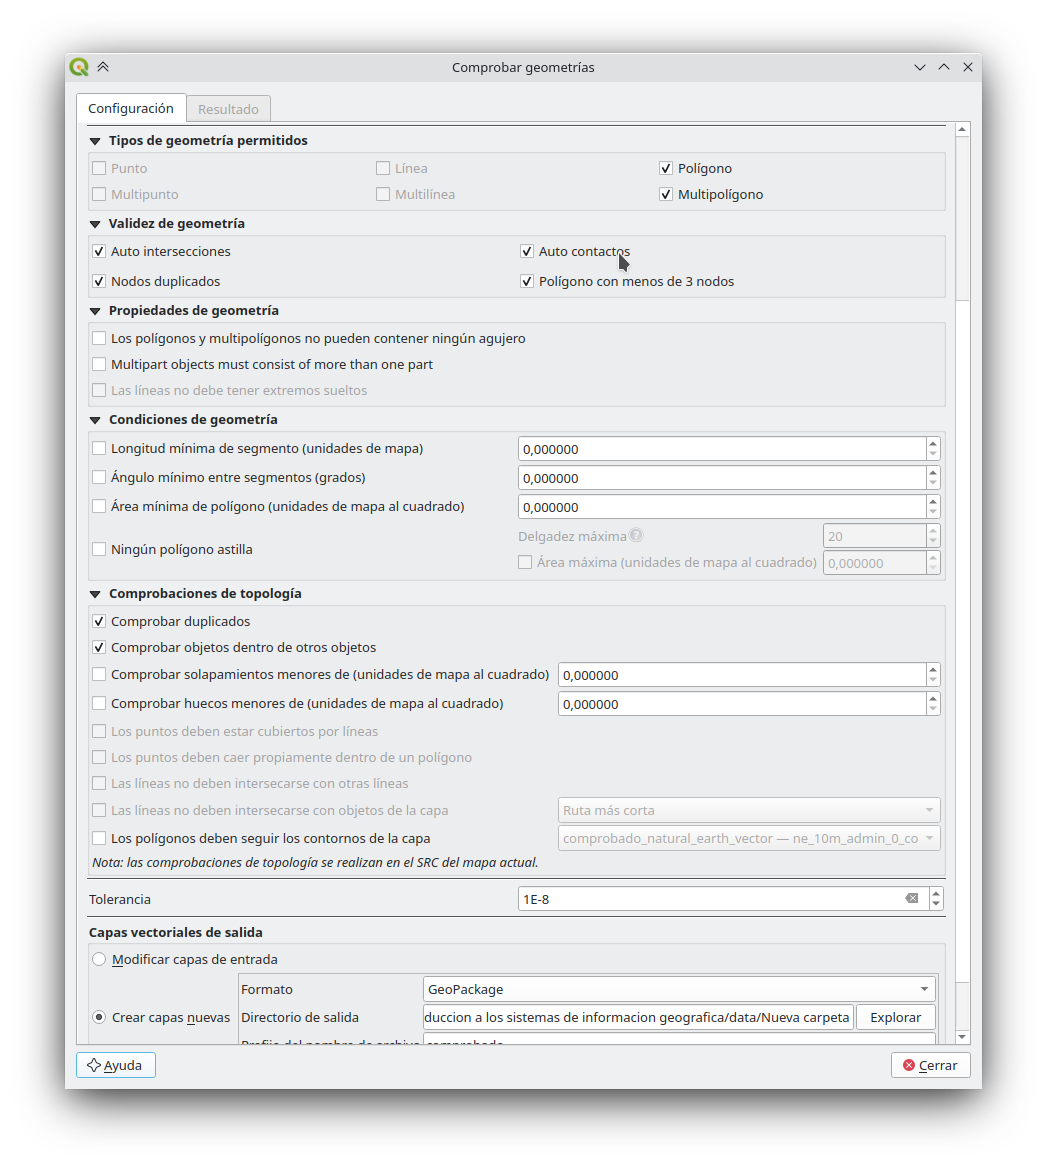 Comprobar geometrías
Configuración
Resultado
Tipos de geometría permitidos
Punto
Línea
Polígono
Multipunto
Multilínea
Multipolígono
Validez de geometría
Auto intersecciones
Auto contactos
Nodos duplicados
Polígono con menos de 3 nodos
Propiedades de geometría
Los polígonos y multipolígonos no pueden contener ningún agujero
Multipart objects must consist of more than one part
Las líneas no debe tener extremos sueltos
Condiciones de geometría
Longitud mínima de segmento (unidades de mapa)
0,000000
Ángulo mínimo entre segmentos (grados)
0,000000
Área mínima de polígono (unidades de mapa al cuadrado)
0,000000
Ningún polígono astilla
Delgadez máxima
20
Área máxima (unidades de mapa al cuadrado)
0,000000
Comprobaciones de topología
Comprobar duplicados
Comprobar objetos dentro de otros objetos
Comprobar solapamientos menores de (unidades de mapa al cuadrado)
0,000000
Comprobar huecos menores de (unidades de mapa al cuadrado)
0,000000
Los puntos deben estar cubiertos por líneas
Los puntos deben caer propiamente dentro de un polígono
Las líneas no deben intersecarse con otras líneas
Las líneas no deben intersecarse con objetos de la capa
Ruta más corta
Los polígonos deben seguir los contornos de la capa
comprobado_natural_earth_vector — ne_10m_admin_0_co
Nota: las comprobaciones de topología se realizan en el SRC del mapa actual.
Tolerancia
1E-8
Capas vectoriales de salida
Modificar capas de entrada
Crear capas nuevas
Formato
GeoPackage
Directorio de salida
duccion a los sistemas de informacion geografica/data/Nueva carpeta
Explorar
Prefijo del nombre de archivo
comprobado_
Ayuda
Cerrar